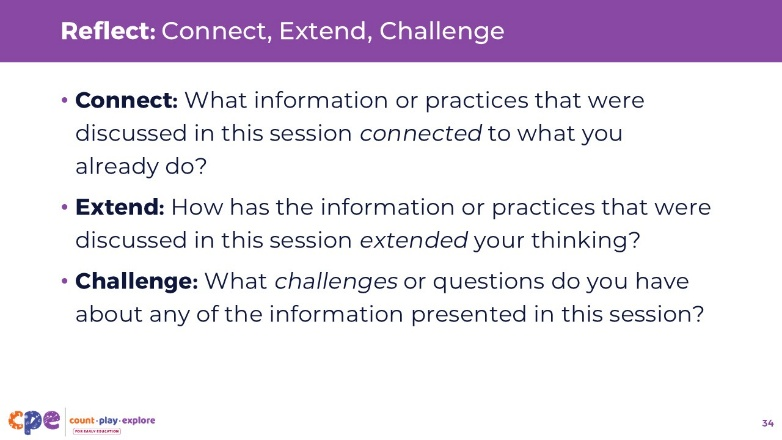 Reflect: Connect, Extend, Challenge
• Connect: What information or practices that were
discussed in this session connected to what you
already do?
• Extend: How has the information or practices that were
discussed in this session extended your thinking?
• Challenge: What challenges or questions do you have
about any of the information presented in this session?
cpe
count·play·explore
FOR EARLY EDUCATION
34